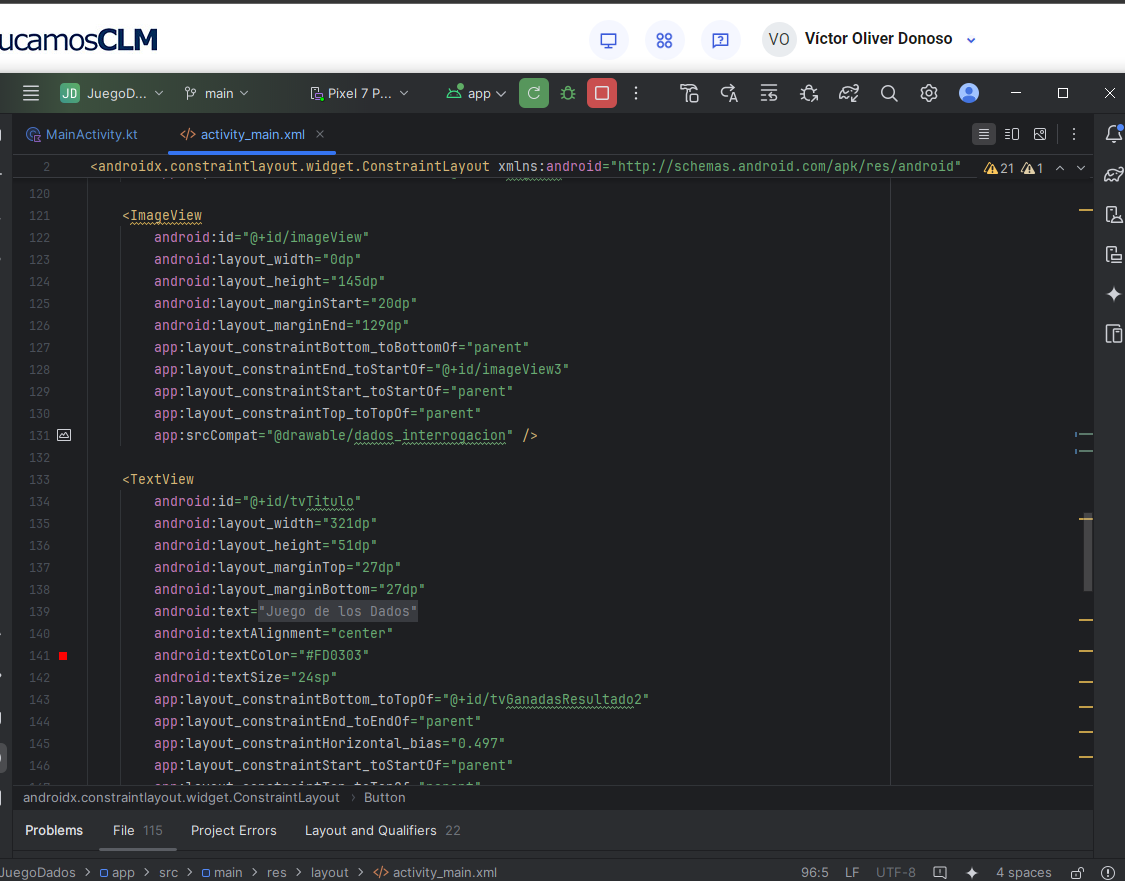 ucamosCLM
VO Víctor Oliver Donoso
JD JuegoD... main Pixel 7 P... app
MainActivity.kt
activity_main.xml
2 <androidx.constraintlayout.widget.ConstraintLayout xmlns:android="http://schemas.android.com/apk/res/android" 21 1
120
121 <ImageView
122 android:id="@+id/imageView"
123 android:layout_width="0dp"
124 android:layout_height="145dp"
125 android:layout_marginStart="20dp"
126 android:layout_marginEnd="129dp"
127 app:layout_constraintBottom_toBottomOf="parent"
128 app:layout_constraintEnd_toStartOf="@+id/imageView3"
129 app:layout_constraintStart_toStartOf="parent"
130 app:layout_constraintTop_toTopOf="parent"
131 app:srcCompat="@drawable/dados_interrogacion" />
132
133 <TextView
134 android:id="@+id/tvTitulo"
135 android:layout_width="321dp"
136 android:layout_height="51dp"
137 android:layout_marginTop="27dp"
138 android:layout_marginBottom="27dp"
139 android:text="Juego de los Dados"
140 android:textAlignment="center"
141 android:textColor="#FD0303"
142 android:textSize="24sp"
143 app:layout_constraintBottom_toTopOf="@+id/tvGanadasResultado2"
144 app:layout_constraintEnd_toEndOf="parent"
145 app:layout_constraintHorizontal_bias="0.497"
146 app:layout_constraintStart_toStartOf="parent"
androidx.constraintlayout.widget.ConstraintLayout › Button
Problems File 115 Project Errors Layout and Qualifiers 22
JuegoDados > app > src > main > res > layout > activity_main.xml 96:5 LF UTF-8 4 spaces